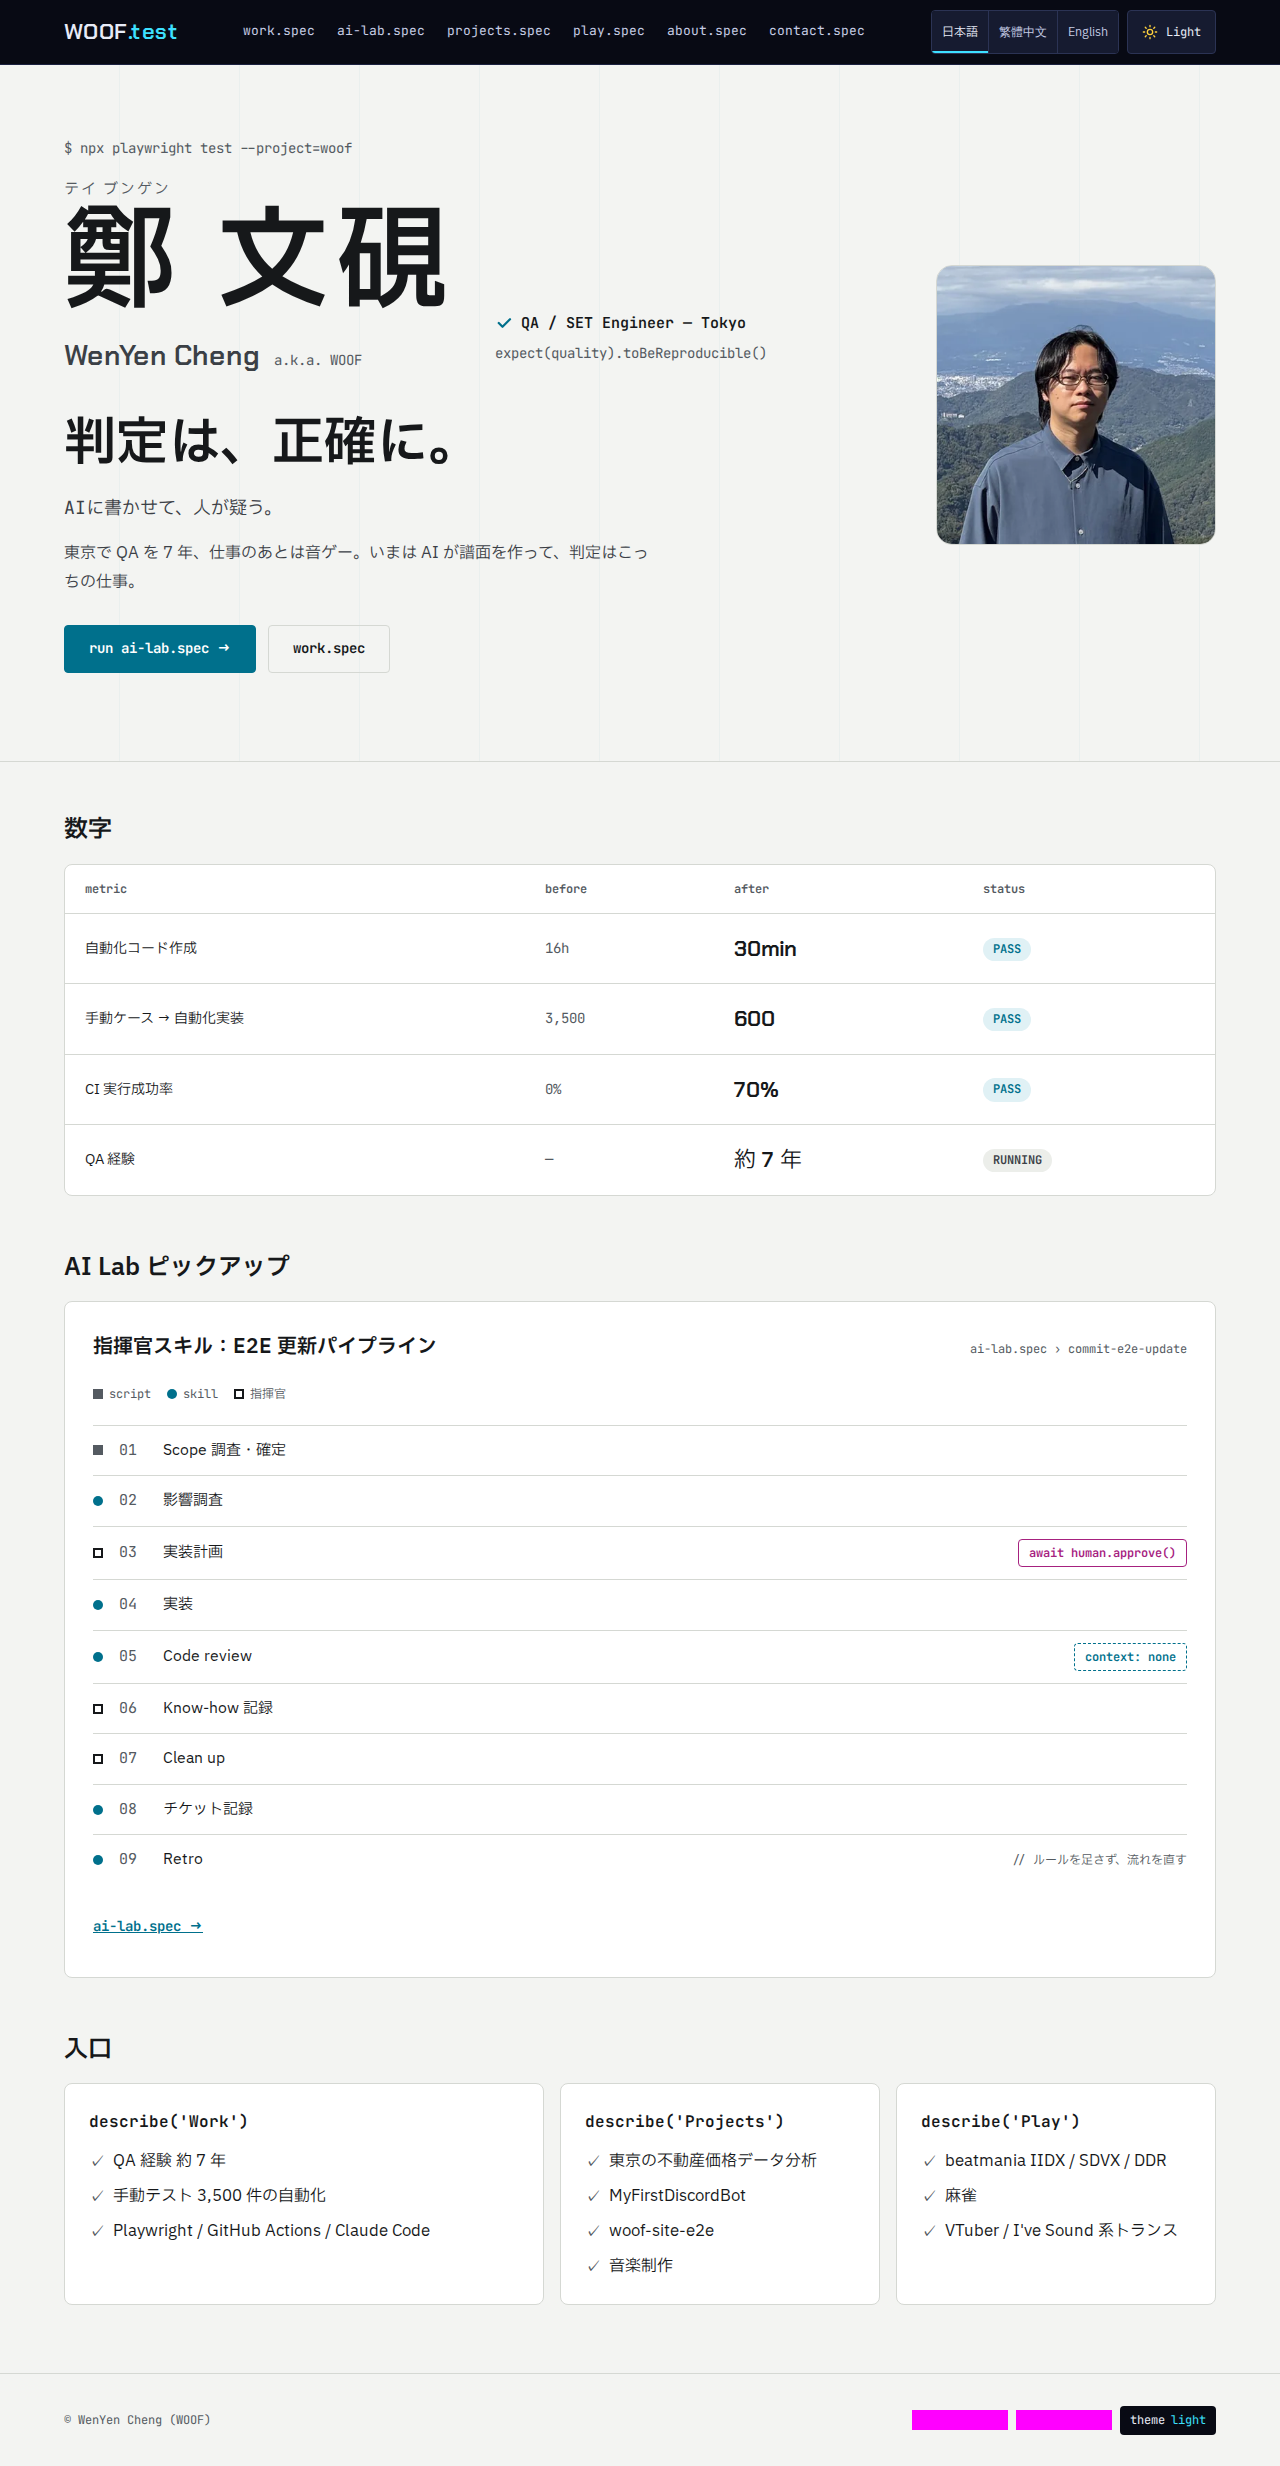 WOOF.test
work.spec
ai-lab.spec
projects.spec
play.spec
about.spec
contact.spec
日本語
繁體中文
English
Light
$ npx playwright test --project=woof
テイ ブンゲン
鄭 文硯
WenYen Cheng a.k.a. WOOF
QA / SET Engineer — Tokyo
expect(quality).toBeReproducible()
判定は、正確に。
AIに書かせて、人が疑う。
東京で QA を 7 年、仕事のあとは音ゲー。いまは AI が譜面を作って、判定はこっ
ちの仕事。
run ai-lab.spec →
work.spec
数字
metric before after status
自動化コード作成 16h 30min PASS
手動ケース → 自動化実装 3,500 600 PASS
CI 実行成功率 0% 70% PASS
QA 経験 — 約 7 年 RUNNING
AI Lab ピックアップ
指揮官スキル：E2E 更新パイプライン
ai-lab.spec › commit-e2e-update
script skill 指揮官
01 Scope 調査・確定
02 影響調査
03 実装計画 await human.approve()
04 実装
05 Code review context: none
06 Know-how 記録
07 Clean up
08 チケット記録
09 Retro // ルールを足さず、流れを直す
ai-lab.spec →
入口
describe('Work')
✓ QA 経験 約 7 年
✓ 手動テスト 3,500 件の自動化
✓ Playwright / GitHub Actions / Claude Code
describe('Projects')
✓ 東京の不動産価格データ分析
✓ MyFirstDiscordBot
✓ woof-site-e2e
✓ 音楽制作
describe('Play')
✓ beatmania IIDX / SDVX / DDR
✓ 麻雀
✓ VTuber / I've Sound 系トランス
© WenYen Cheng (WOOF)
theme light